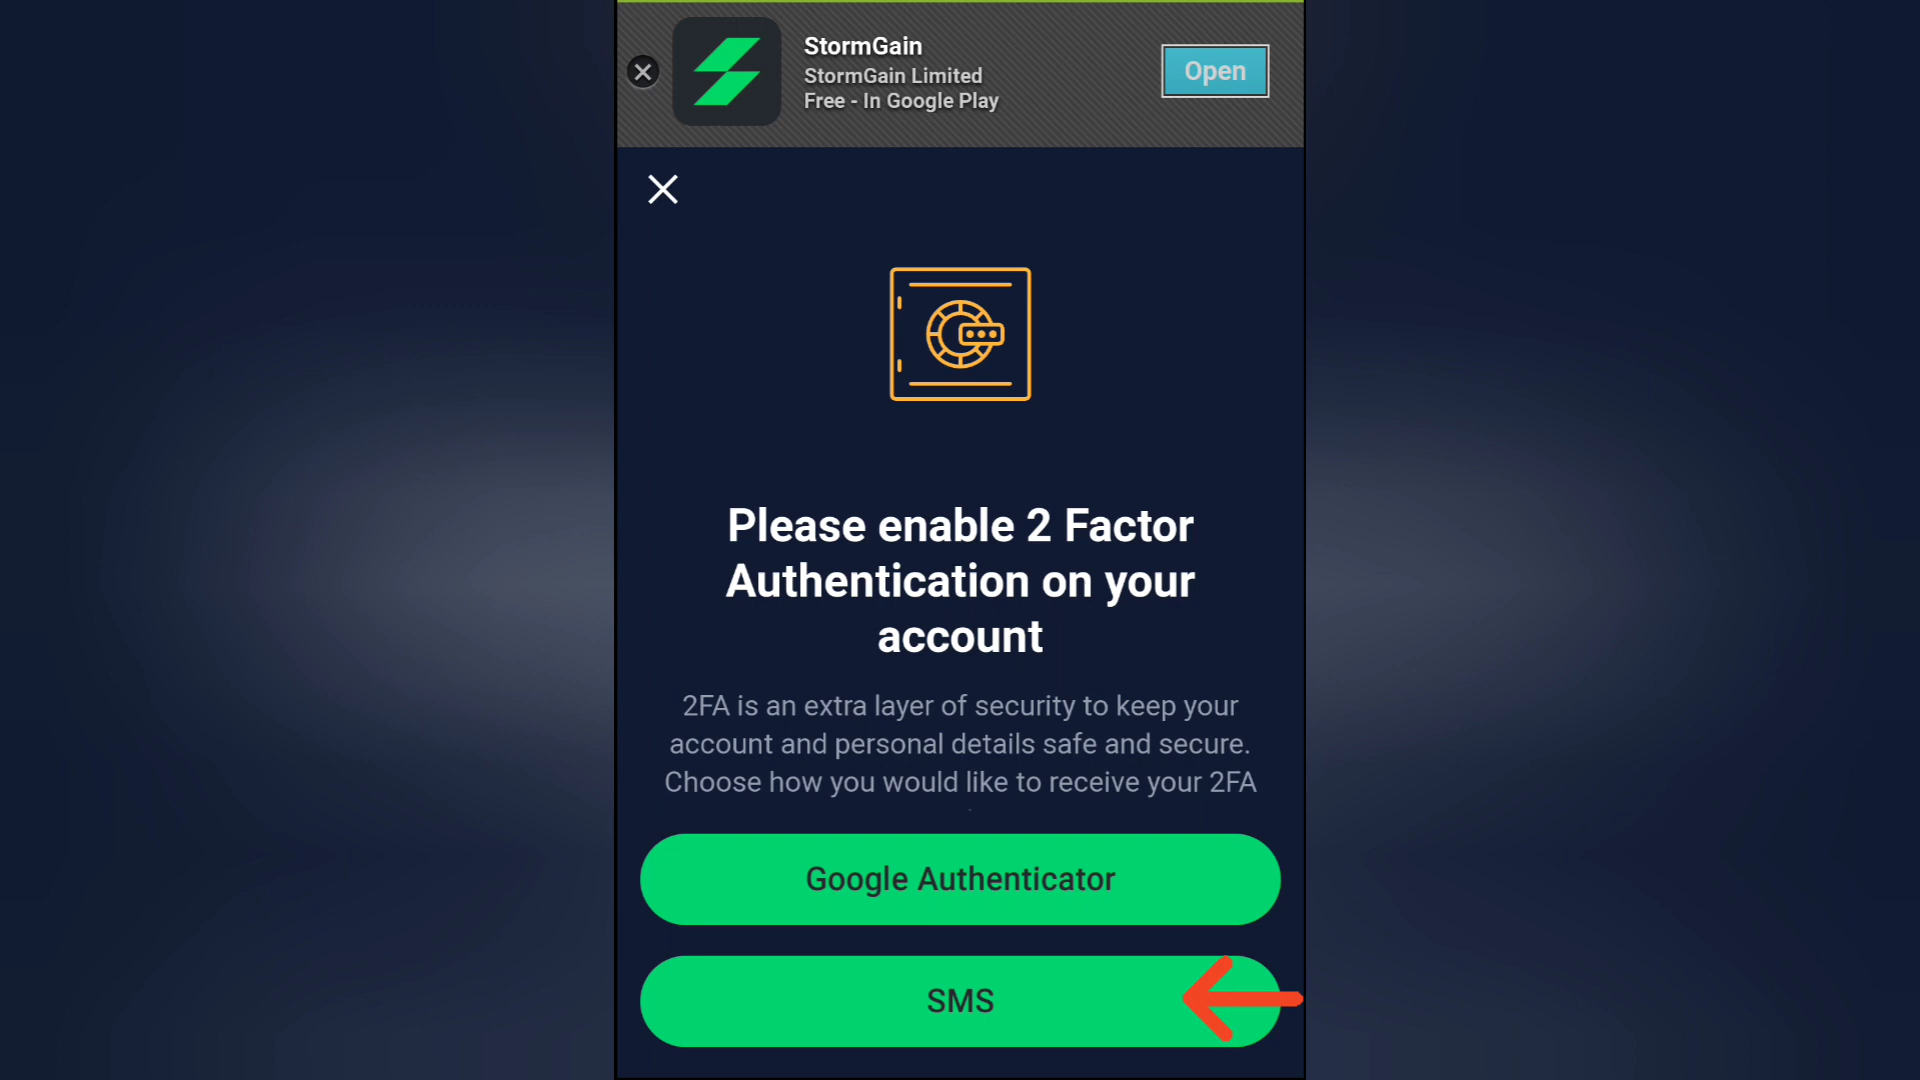 StormGain
StormGain Limited
Free - In Google Play
Open
Please enable 2 Factor
Authentication on your
account
2FA is an extra layer of security to keep your
account and personal details safe and secure.
Choose how you would like to receive your 2FA
Google Authenticator
SMS